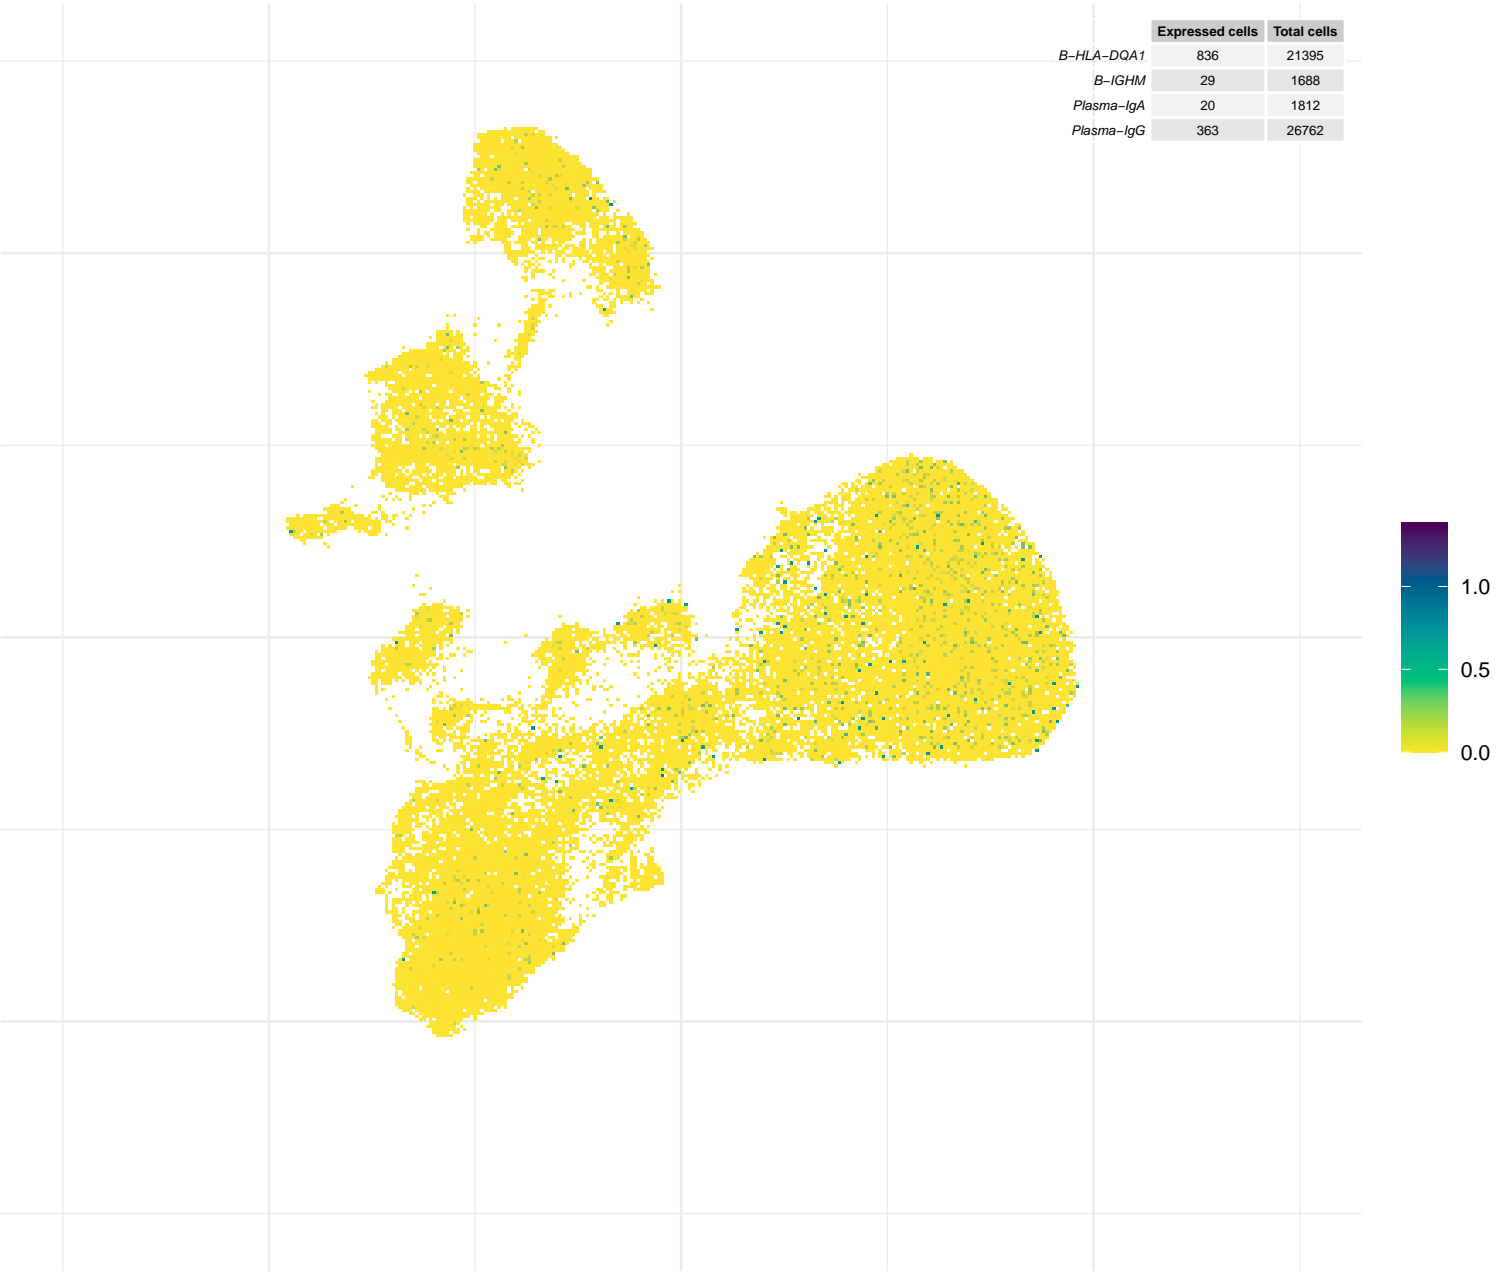 Expressed cells Total cells
B−HLA−DQA1 836 21395
B−IGHM 29 1688
Plasma−IgA 20 1812
Plasma−IgG 363 26762
1.0
0.5
0.0